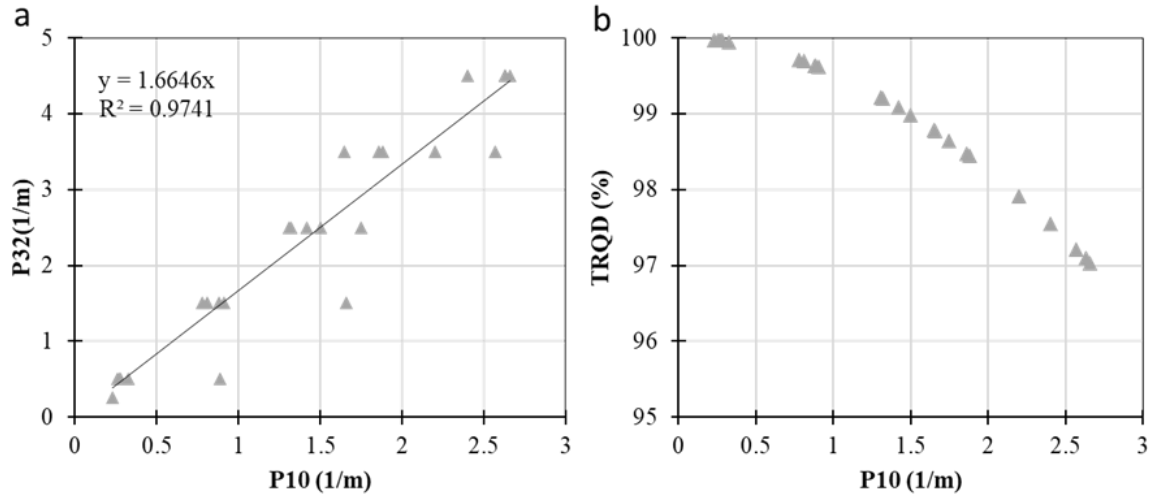 a
5
4
3
2
1
0
y = 1.6646x
R² = 0.9741
P32(1/m)
0 0.5 1 1.5 2 2.5 3
P10 (1/m)
b
100
99
98
97
96
95
TRQD (%)
0 0.5 1 1.5 2 2.5 3
P10 (1/m)